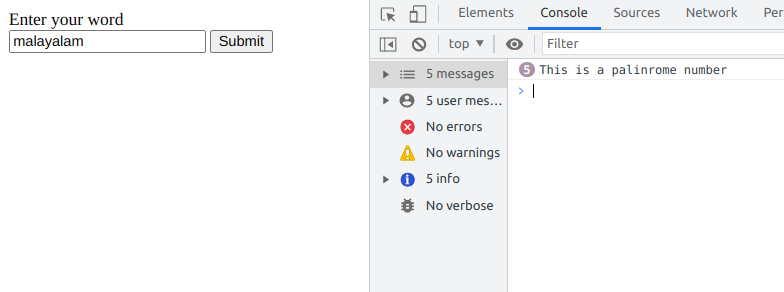 Enter your word
malayalam Submit
Elements Console Sources Network Pe
top ▼ Filter
5 messages
5 user mes...
No errors
No warnings
5 info
No verbose
5 This is a palinrome number
>